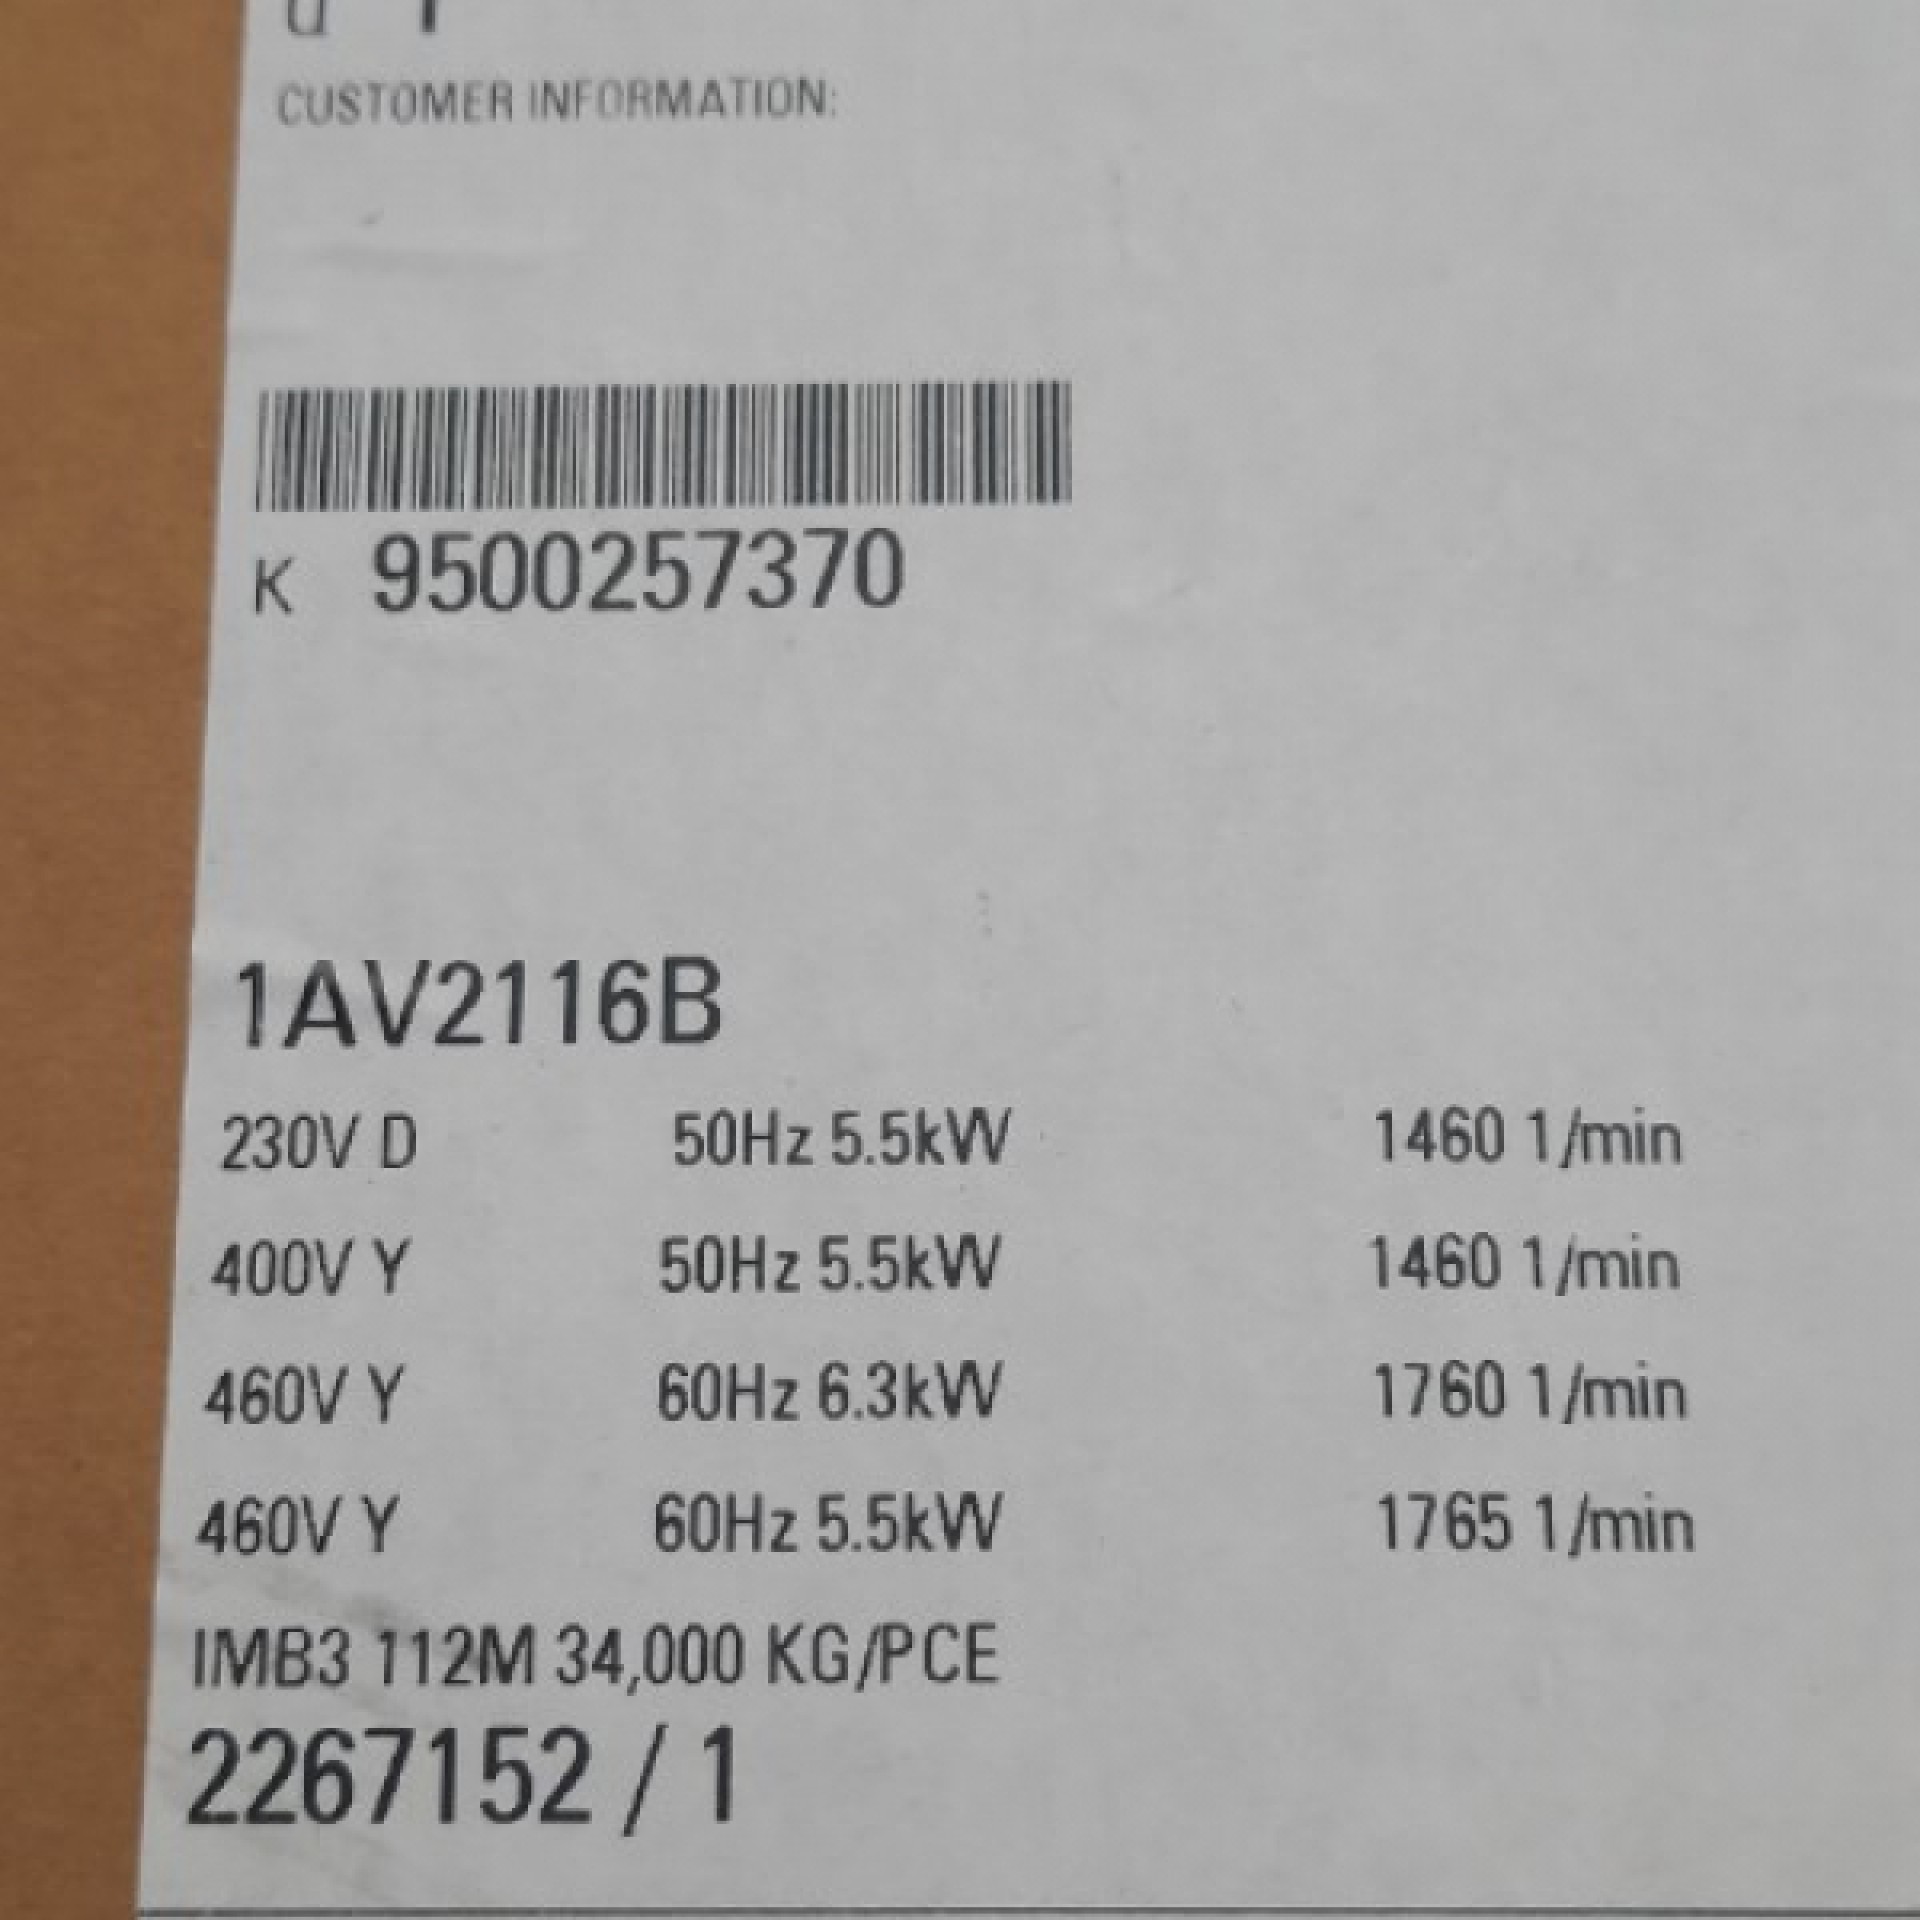 CUSTOMER INFORMATION:
K 9500257370
1AV2116B
230V D 50Hz 5.5kW 1460 1/min
400V Y 50Hz 5.5kW 1460 1/min
460V Y 60Hz 6.3kW 1760 1/min
460V Y 60Hz 5.5kW 1765 1/min
IMB3 112M 34,000 KG/PCE
2267152 / 1